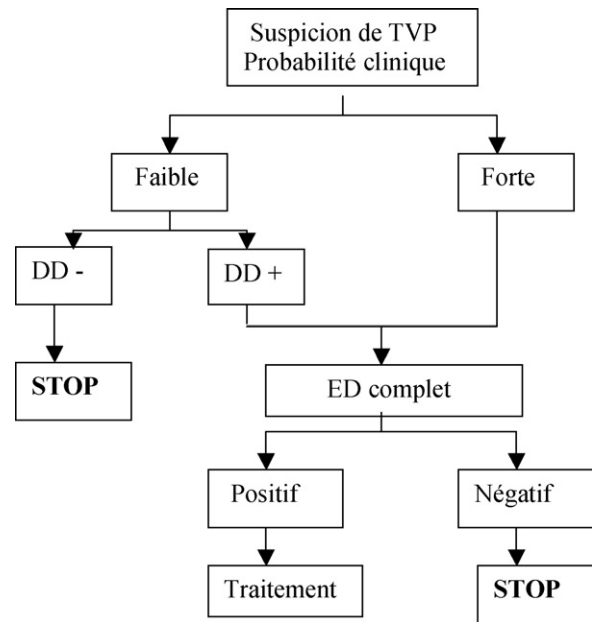 Suspicion de TVP
Probabilité clinique
Faible
Forte
DD -
DD +
STOP
ED complet
Positif
Négatif
Traitement
STOP